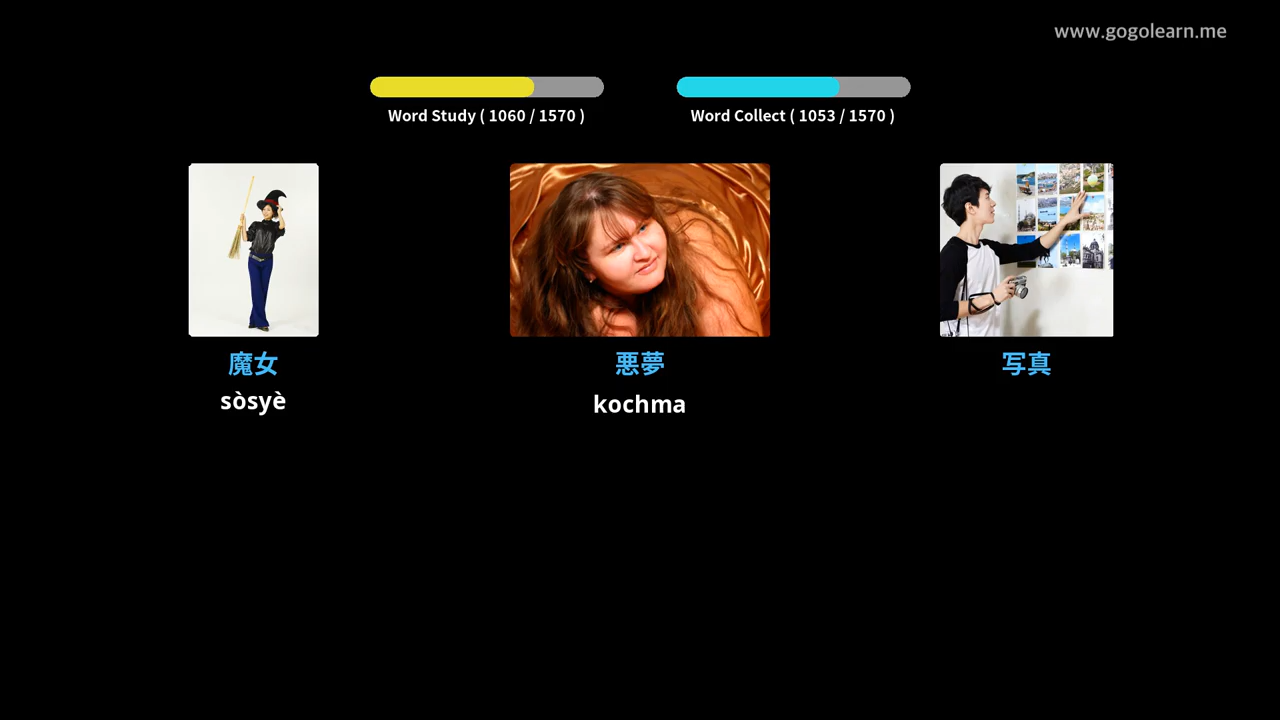 www.gogolearn.me
Word Study ( 1060 / 1570 )
Word Collect ( 1053 / 1570 )
魔女
悪夢
写真
sòsyè
kochma